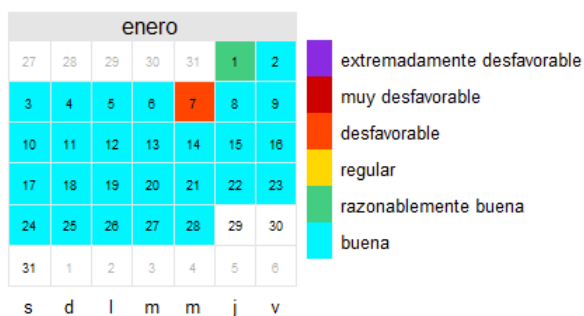 enero
27 28 29 30 31 1 2
3 4 5 6 7 8 9
10 11 12 13 14 15 16
17 18 19 20 21 22 23
24 25 26 27 28 29 30
31 1 2 3 4 5 6
s d l m m j v
extremadamente desfavorable
muy desfavorable
desfavorable
regular
razonablemente buena
buena